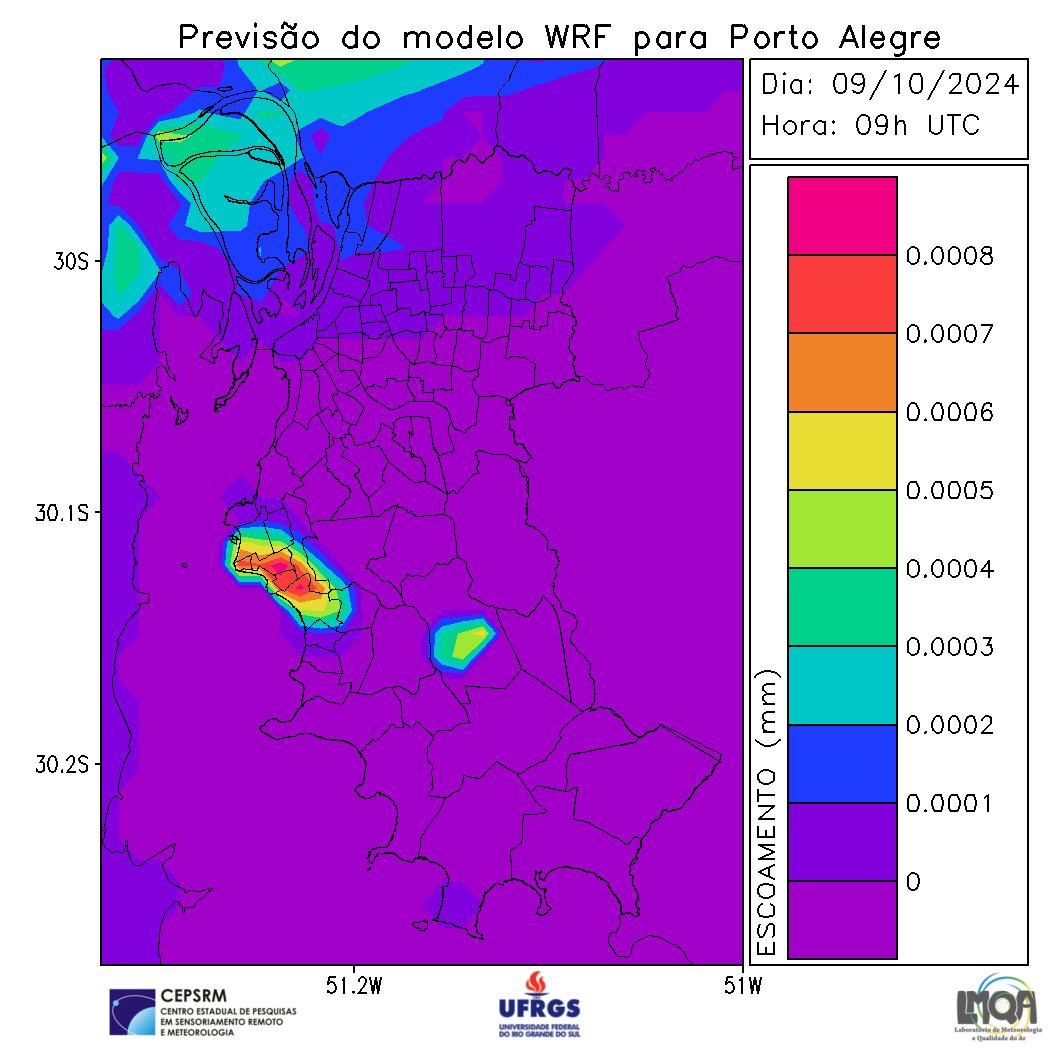 Previsão do modelo WRF para Porto Alegre
Dia: 09/10/2024
Hora: 09h UTC
30S
30.1S
30.2S
51.2W
51W
ESCOAMENTO (mm)
0.0008
0.0007
0.0006
0.0005
0.0004
0.0003
0.0002
0.0001
0
CEPSRM
CENTRO ESTADUAL DE PESQUISAS
EM SENSORIAMENTO REMOTO
E METEOROLOGIA
UFRGS
UNIVERSIDADE FEDERAL
DO RIO GRANDE DO SUL
LMQA
Laboratório de Meteorologia
e Qualidade do Ar